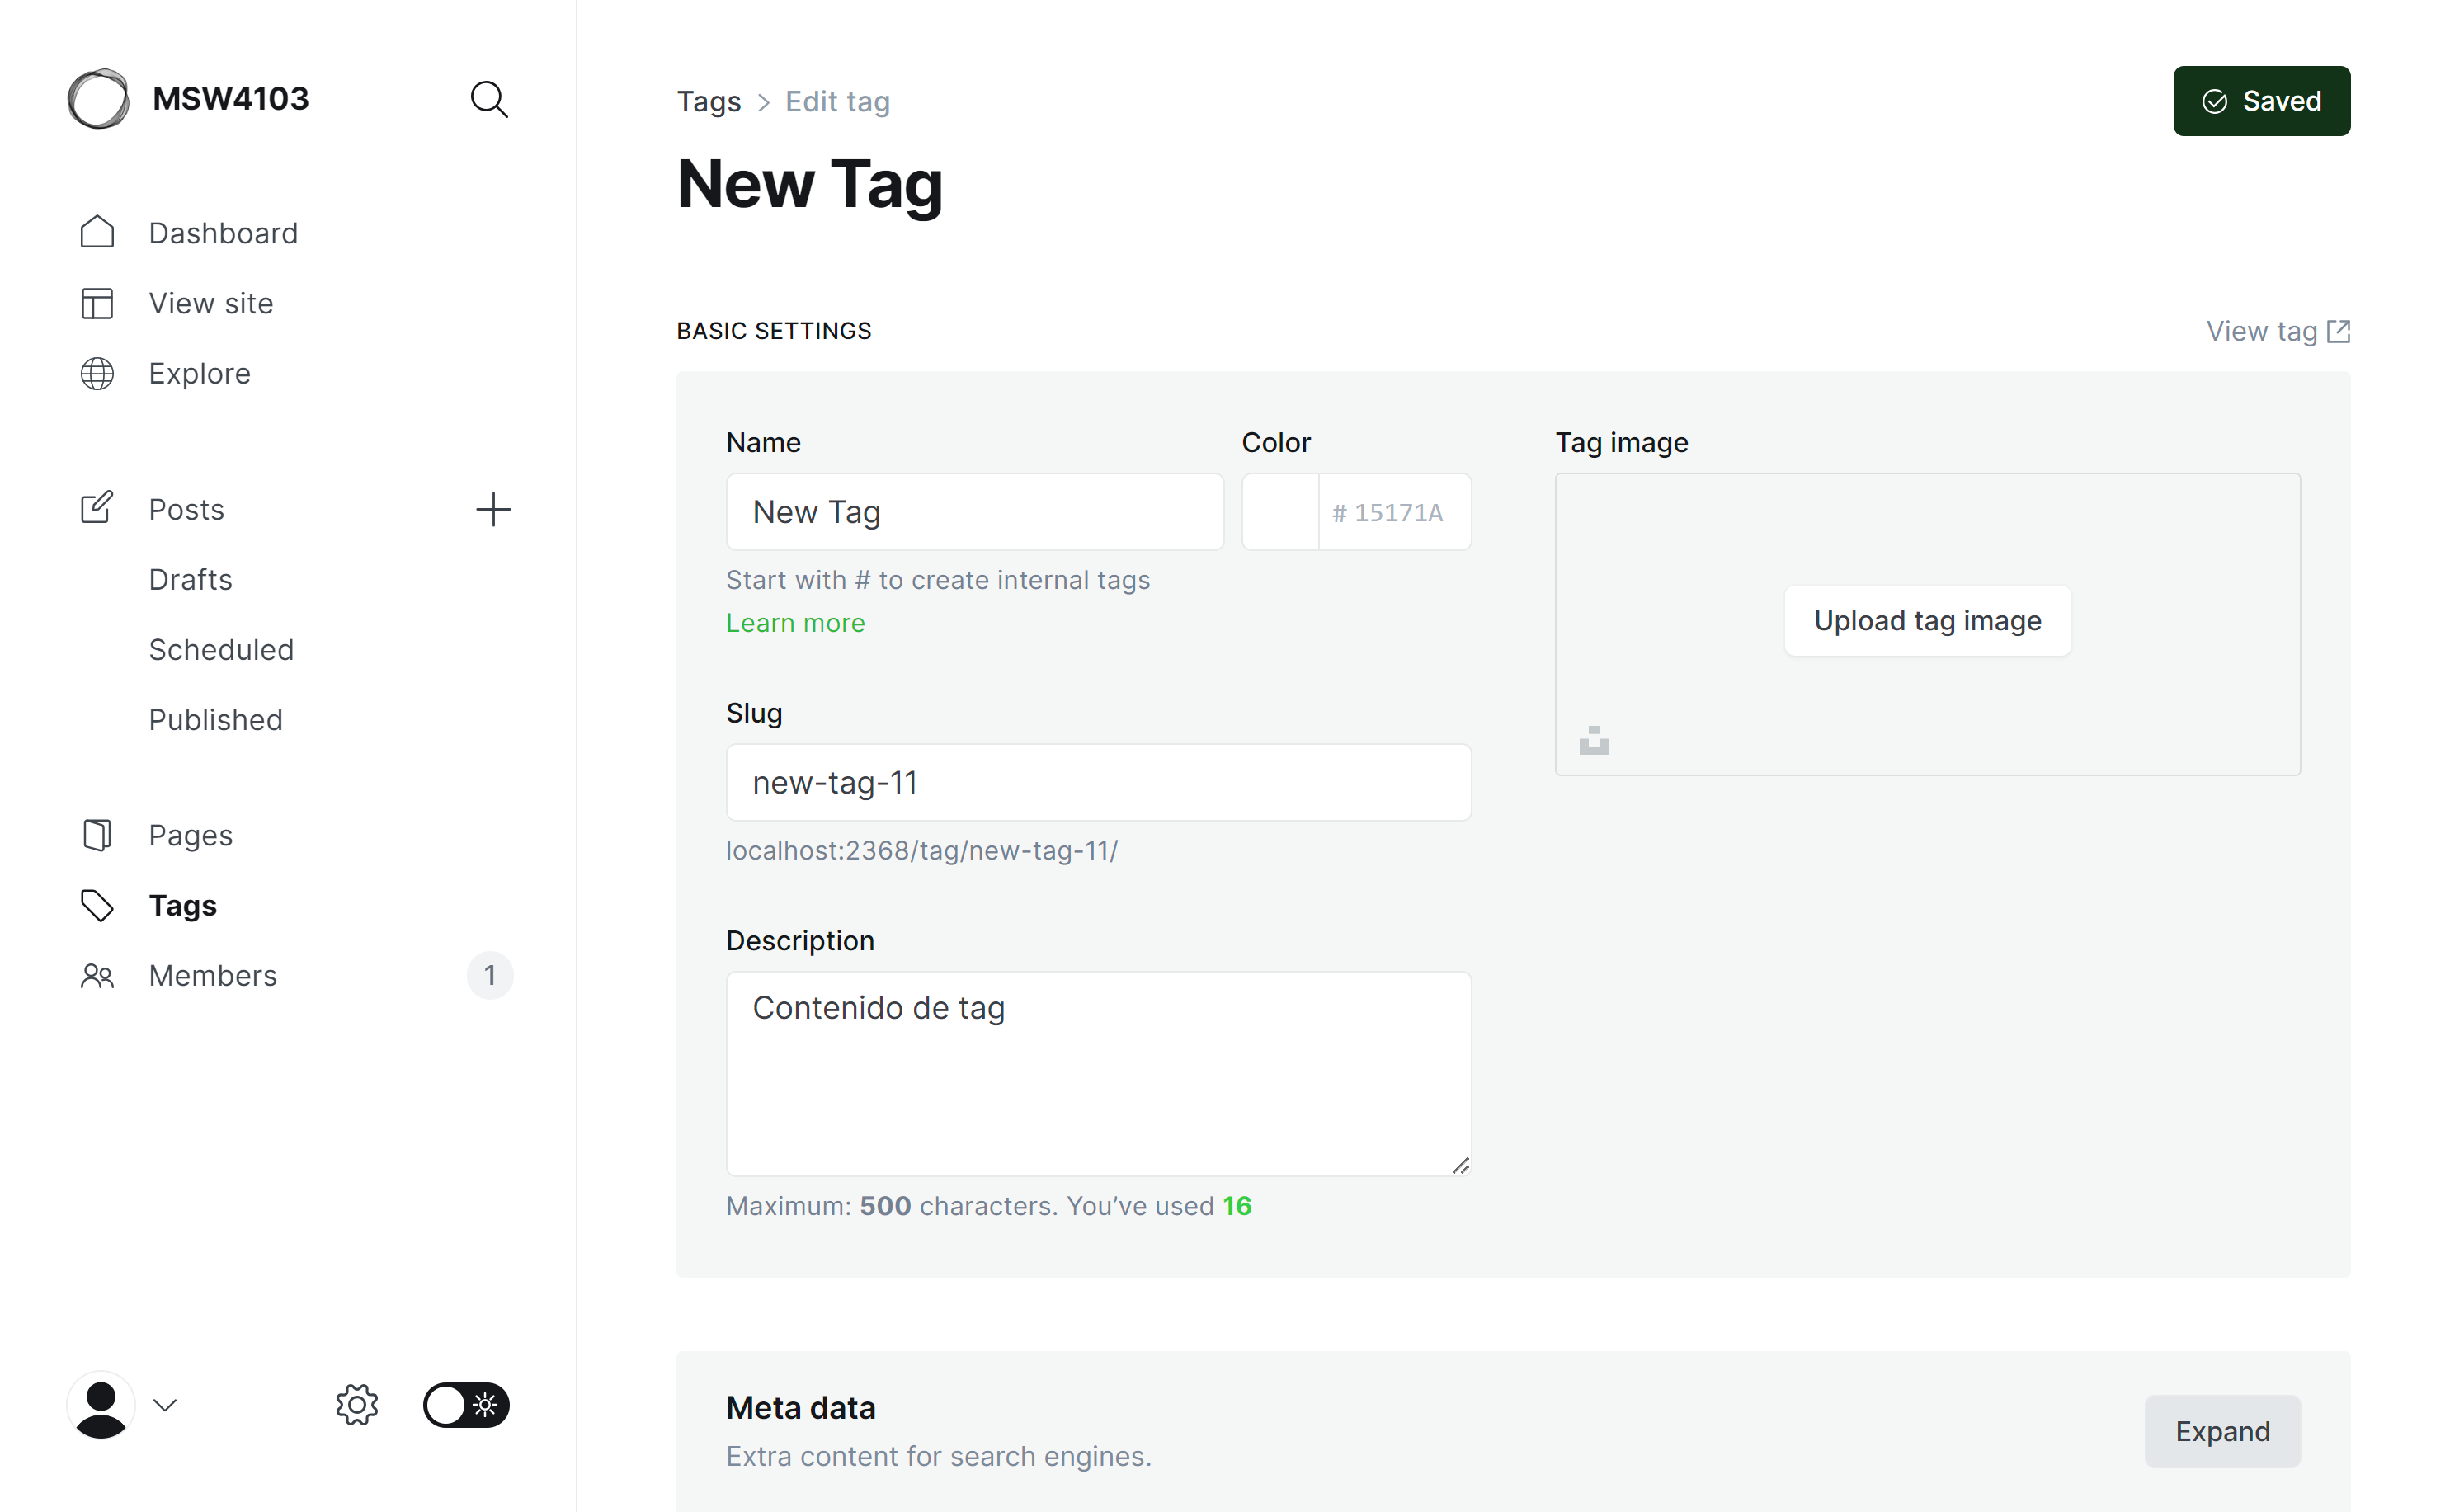 MSW4103
Dashboard
View site
Explore
Posts
Drafts
Scheduled
Published
Pages
Tags
Members 1
Tags > Edit tag
Saved
New Tag
BASIC SETTINGS
View tag
Name
New Tag
Start with # to create internal tags
Learn more
Color
# 15171A
Tag image
Upload tag image
Slug
new-tag-11
localhost:2368/tag/new-tag-11/
Description
Contenido de tag
Maximum: 500 characters. You’ve used 16
Meta data
Extra content for search engines.
Expand